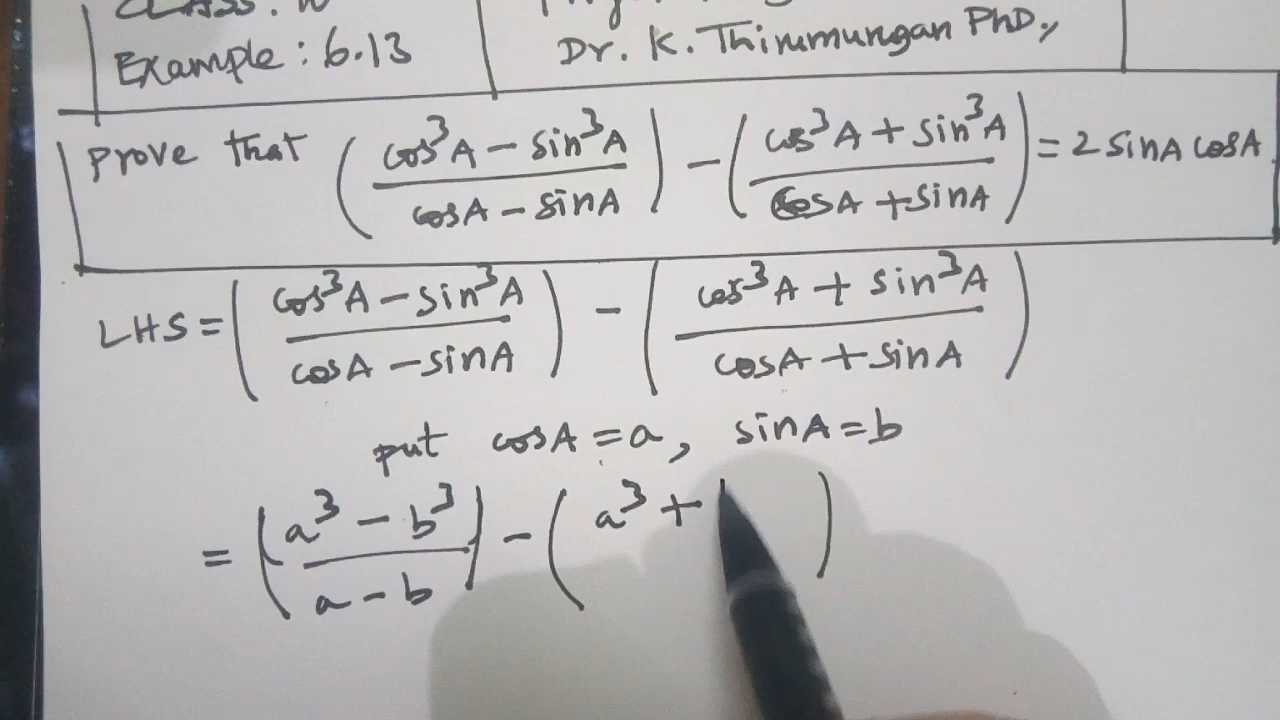 Example : 6.13
Dr. K. Thirumurugan PhD.,
Prove that (cos³A − sin³A / cosA − sinA) − (cos³A + sin³A / cosA + sinA) = 2 sinA cosA
LHS = (cos³A − sin³A / cosA − sinA) − (cos³A + sin³A / cosA + sinA)
put cosA = a, sinA = b
= (a³ − b³ / a − b) − (a³ + )